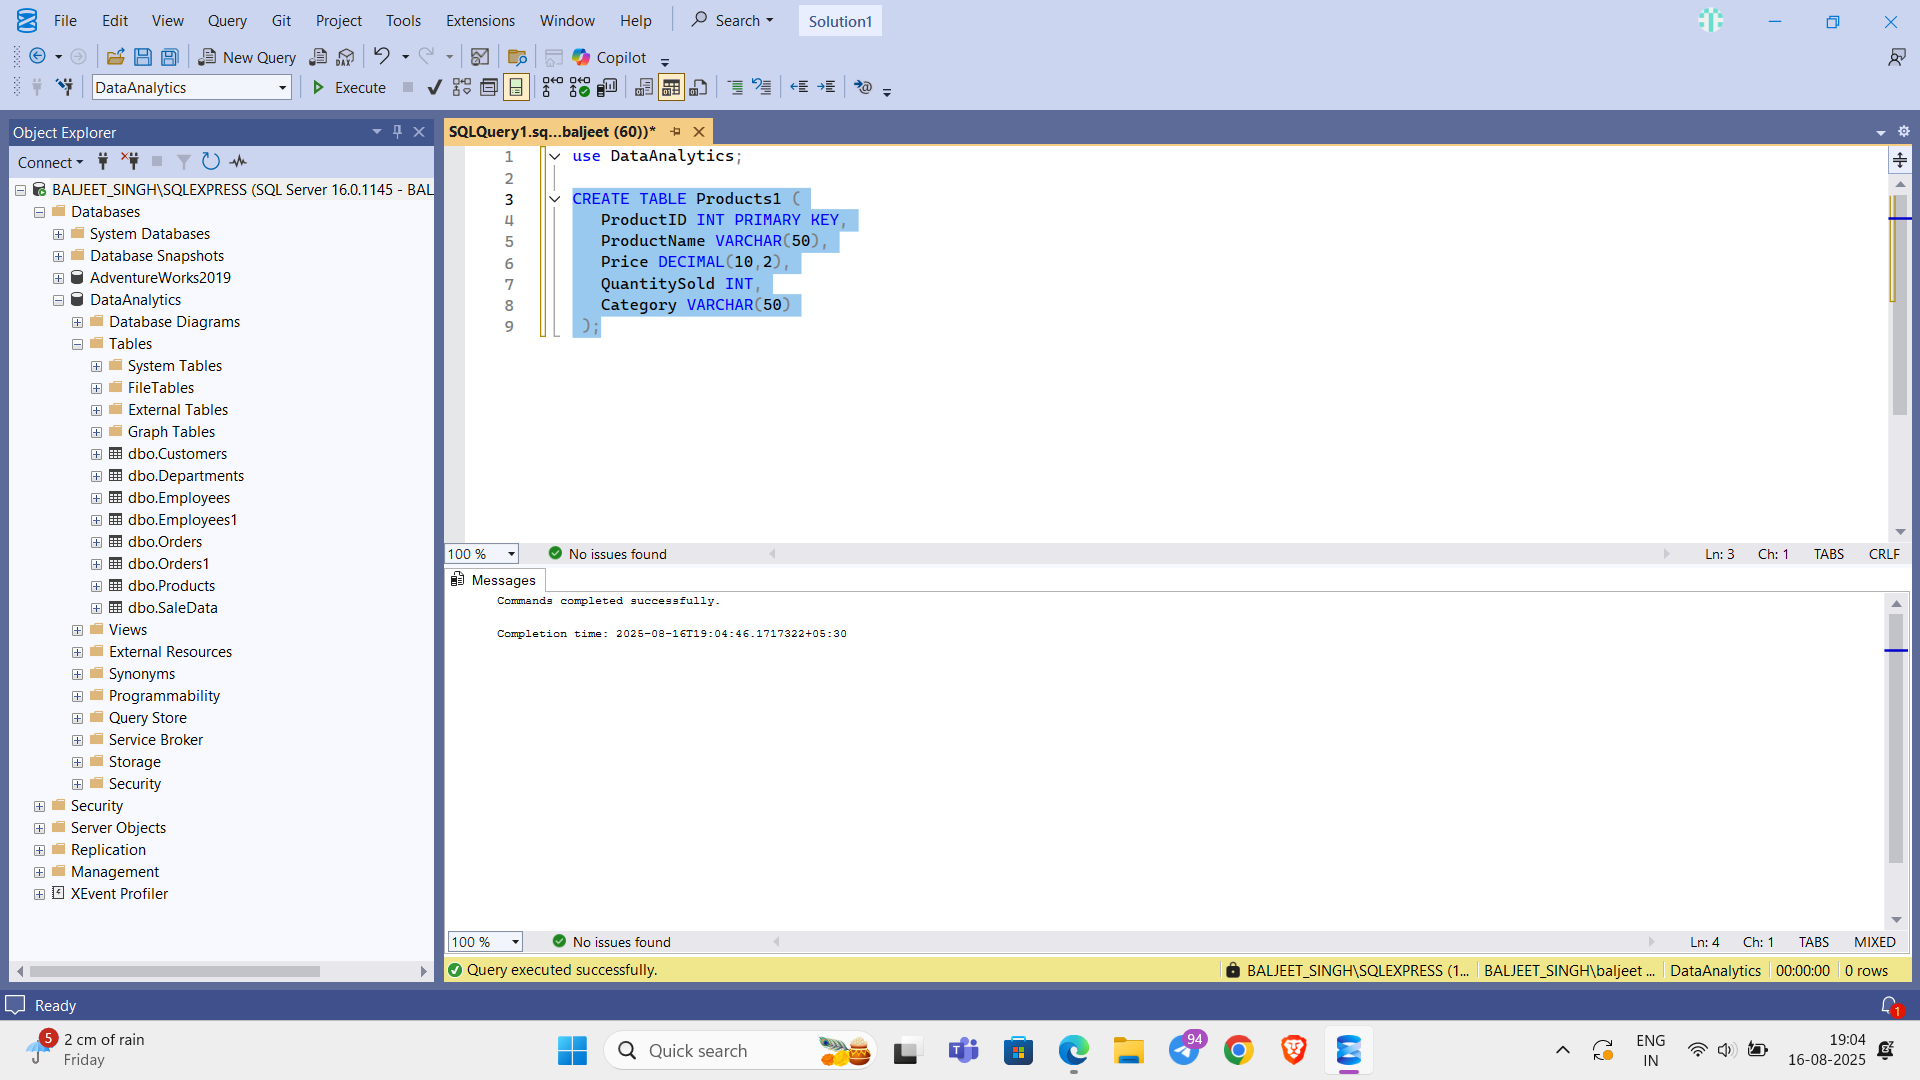 File Edit View Query Git Project Tools Extensions Window Help Search Solution1
New Query DAX Copilot
DataAnalytics Execute
Object Explorer
Connect
BALJEET_SINGH\SQLEXPRESS (SQL Server 16.0.1145 - BAL
Databases
System Databases
Database Snapshots
AdventureWorks2019
DataAnalytics
Database Diagrams
Tables
System Tables
FileTables
External Tables
Graph Tables
dbo.Customers
dbo.Departments
dbo.Employees
dbo.Employees1
dbo.Orders
dbo.Orders1
dbo.Products
dbo.SaleData
Views
External Resources
Synonyms
Programmability
Query Store
Service Broker
Storage
Security
Security
Server Objects
Replication
Management
XEvent Profiler
SQLQuery1.sq...baljeet (60))*
1 use DataAnalytics;
2
3 CREATE TABLE Products1 (
4 ProductID INT PRIMARY KEY,
5 ProductName VARCHAR(50),
6 Price DECIMAL(10,2),
7 QuantitySold INT,
8 Category VARCHAR(50)
9 );
100 % No issues found Ln: 3 Ch: 1 TABS CRLF
Messages
Commands completed successfully.
Completion time: 2025-08-16T19:04:46.1717322+05:30
100 % No issues found Ln: 4 Ch: 1 TABS MIXED
Query executed successfully. BALJEET_SINGH\SQLEXPRESS (1... BALJEET_SINGH\baljeet ... DataAnalytics 00:00:00 0 rows
Ready 1
5 2 cm of rain
Friday
Quick search
94
ENG
IN
19:04
16-08-2025